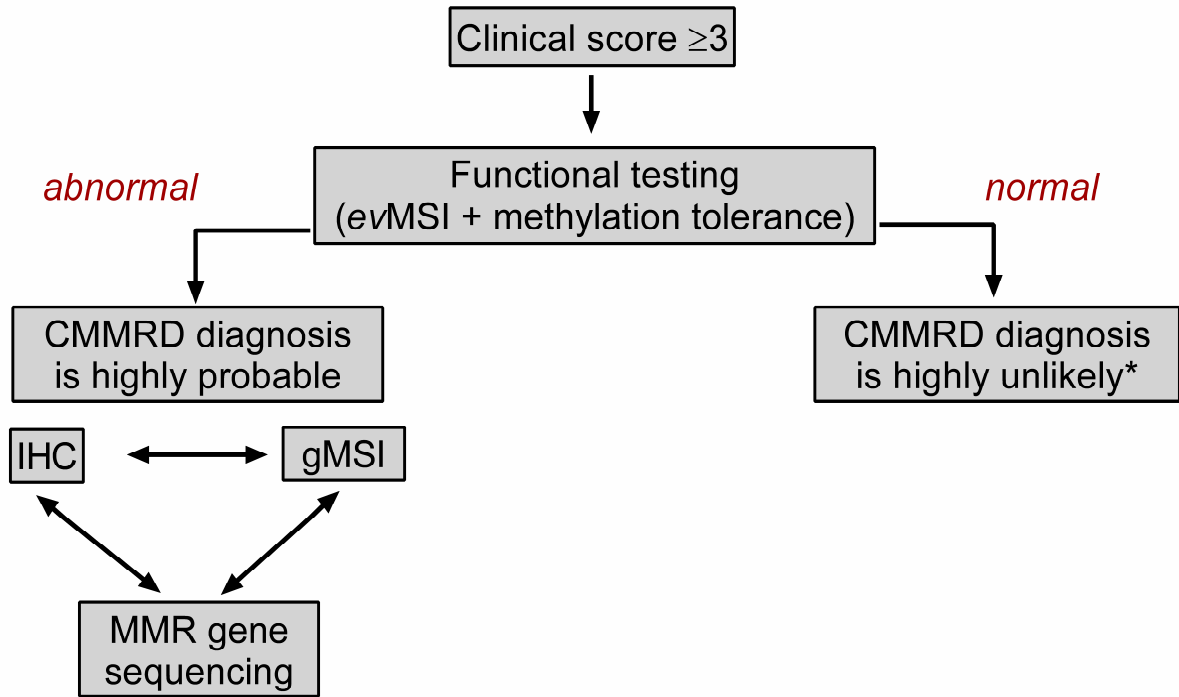 Clinical score ≥3
Functional testing
(evMSI + methylation tolerance)
abnormal
normal
CMMRD diagnosis
is highly probable
CMMRD diagnosis
is highly unlikely*
IHC
gMSI
MMR gene
sequencing